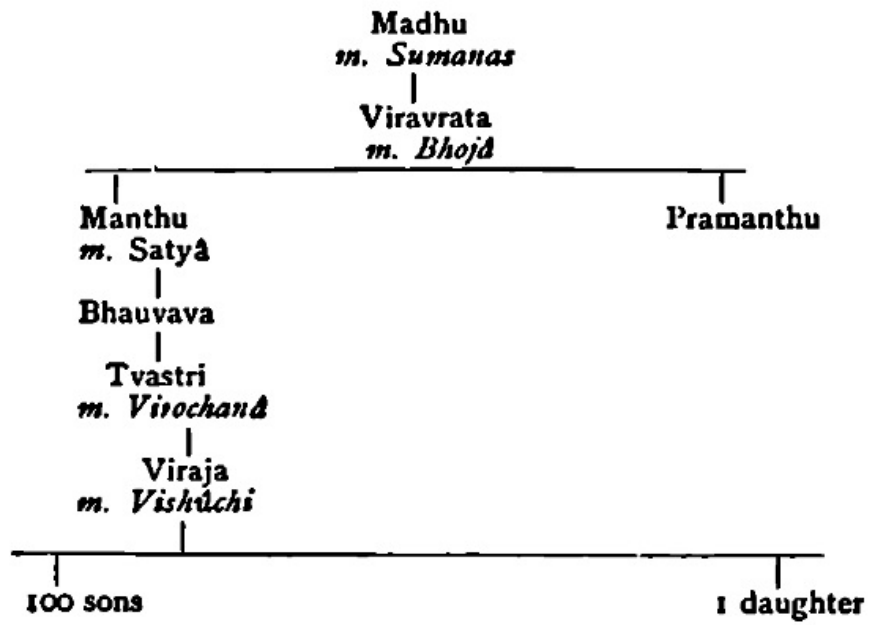 Madhu
m. Sumanas
Viravrata
m. Bhojâ
Manthu
Pramanthu
m. Satyâ
Bhauvava
Tvastri
m. Virochanâ
Viraja
m. Vishûchi
100 sons
1 daughter